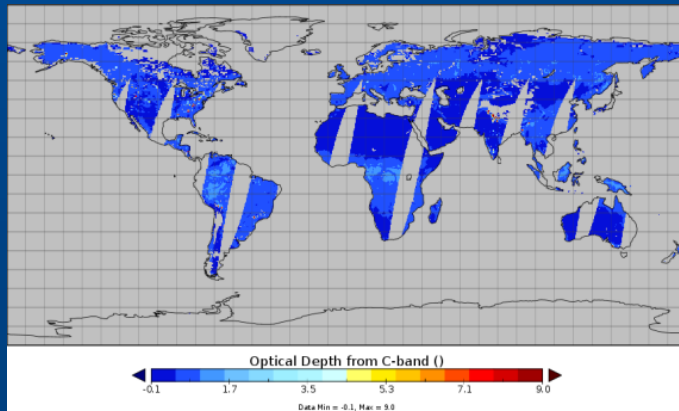 Optical Depth from C-band ()
-0.1 1.7 3.5 5.3 7.1 9.0
Data Min = -0.1, Max = 9.0